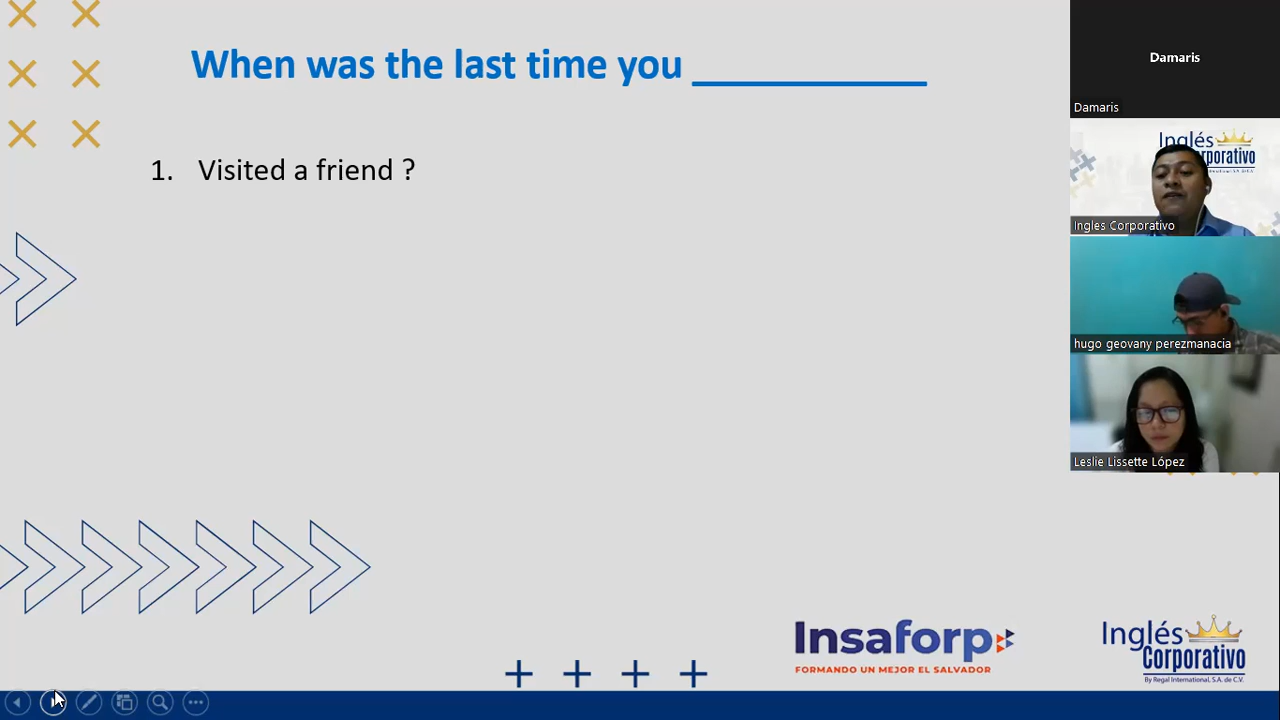 When was the last time you __________
1. Visited a friend ?
Damaris
Damaris
Inglés
Corporativo
Ingles Corporativo
hugo geovany perezmanacia
Leslie Lissette López
Insaforp
FORMANDO UN MEJOR EL SALVADOR
Inglés
Corporativo
By Regal International, S.A. de C.V.